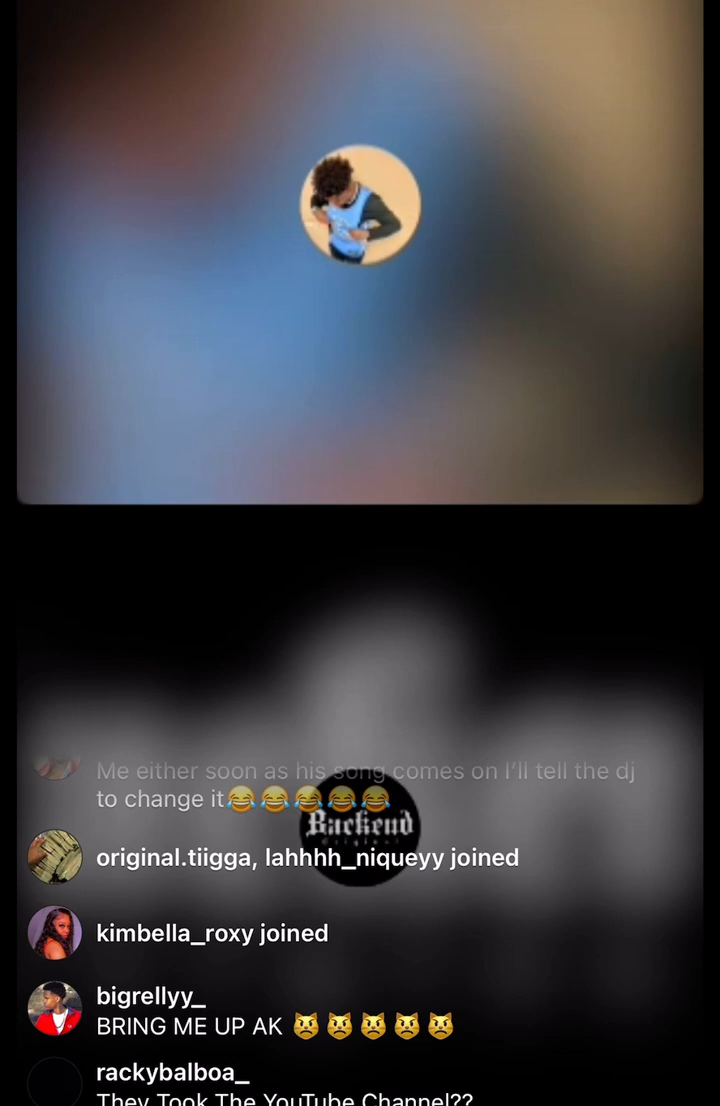 Me either soon as his song comes on I'll tell the dj
to change it😂😂😂😂😂
Backend
Original
original.tiigga, lahhhh_niqueyy joined
kimbella_roxy joined
bigrellyy_
BRING ME UP AK 😾😾😾😾😾
rackybalboa_
They Took The YouTube Channel??